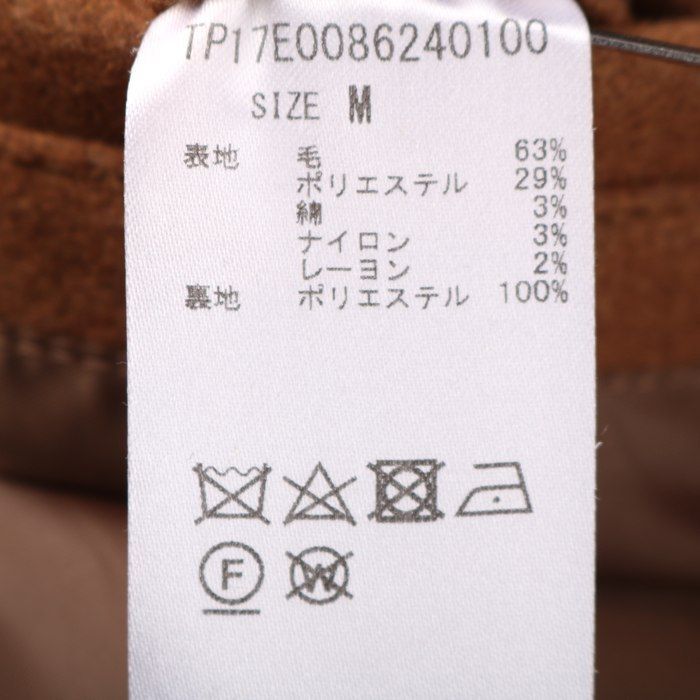 TP17E0086240100
SIZE M
表地 毛 63%
ポリエステル 29%
綿 3%
ナイロン 3%
レーヨン 2%
裏地 ポリエステル 100%
F W